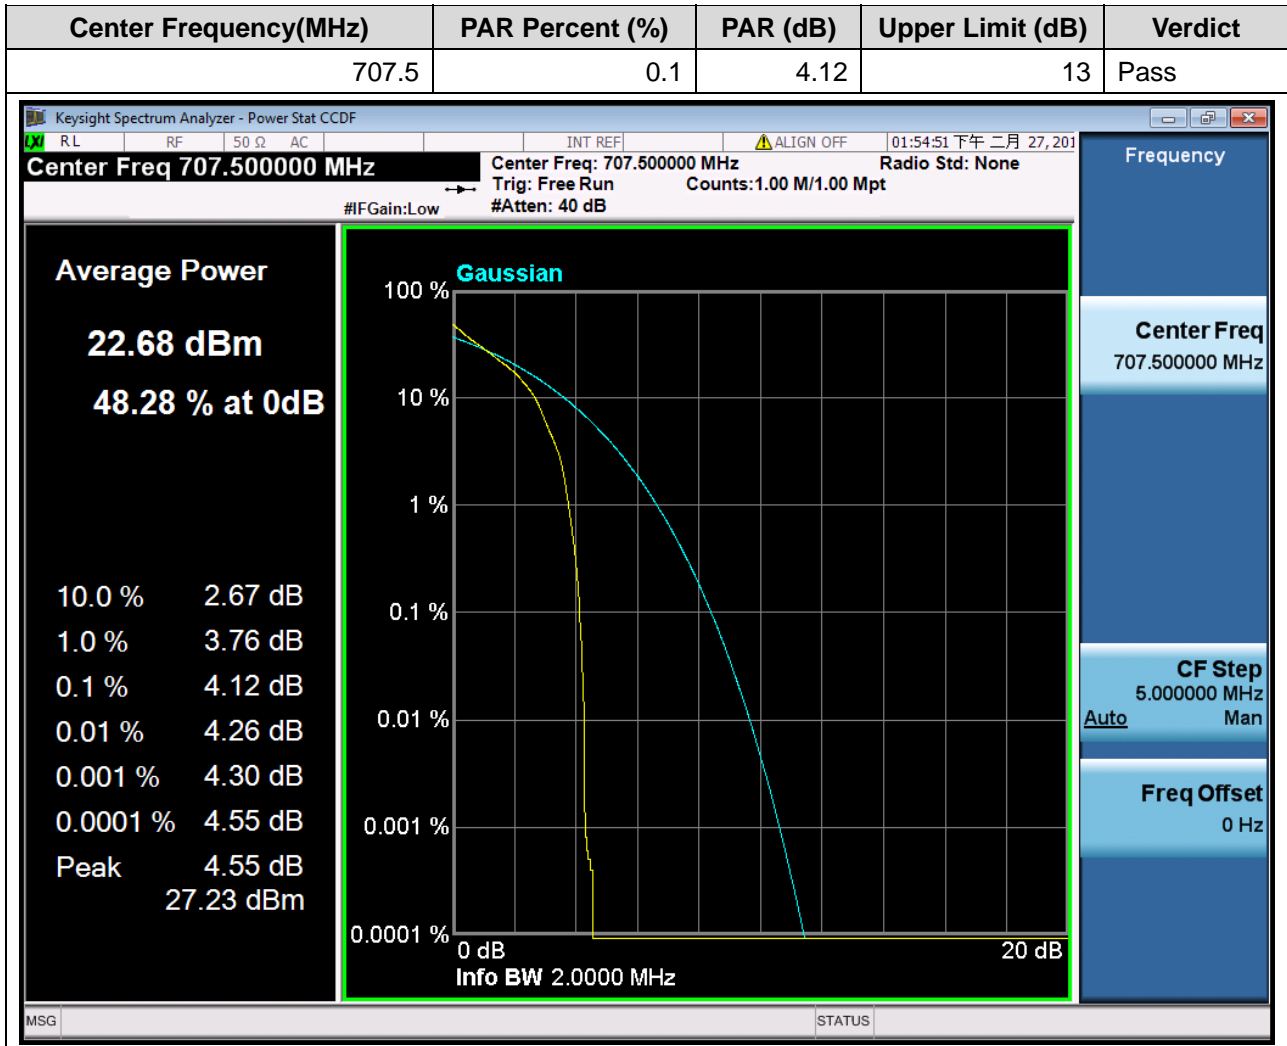 Center Frequency(MHz) PAR Percent (%) PAR (dB) Upper Limit (dB) Verdict
707.5 0.1 4.12 13 Pass
Keysight Spectrum Analyzer - Power Stat CCDF
LXI RL RF 50 Ω AC INT REF ALIGN OFF 01:54:51 下午 二月 27, 201
Center Freq 707.500000 MHz
Center Freq: 707.500000 MHz Radio Std: None
Trig: Free Run Counts:1.00 M/1.00 Mpt
#IFGain:Low #Atten: 40 dB
Average Power
22.68 dBm
48.28 % at 0dB
10.0 % 2.67 dB
1.0 % 3.76 dB
0.1 % 4.12 dB
0.01 % 4.26 dB
0.001 % 4.30 dB
0.0001 % 4.55 dB
Peak 4.55 dB
27.23 dBm
Gaussian
100 %
10 %
1 %
0.1 %
0.01 %
0.001 %
0.0001 %
0 dB 20 dB
Info BW 2.0000 MHz
Frequency
Center Freq
707.500000 MHz
CF Step
5.000000 MHz
Auto Man
Freq Offset
0 Hz
MSG STATUS